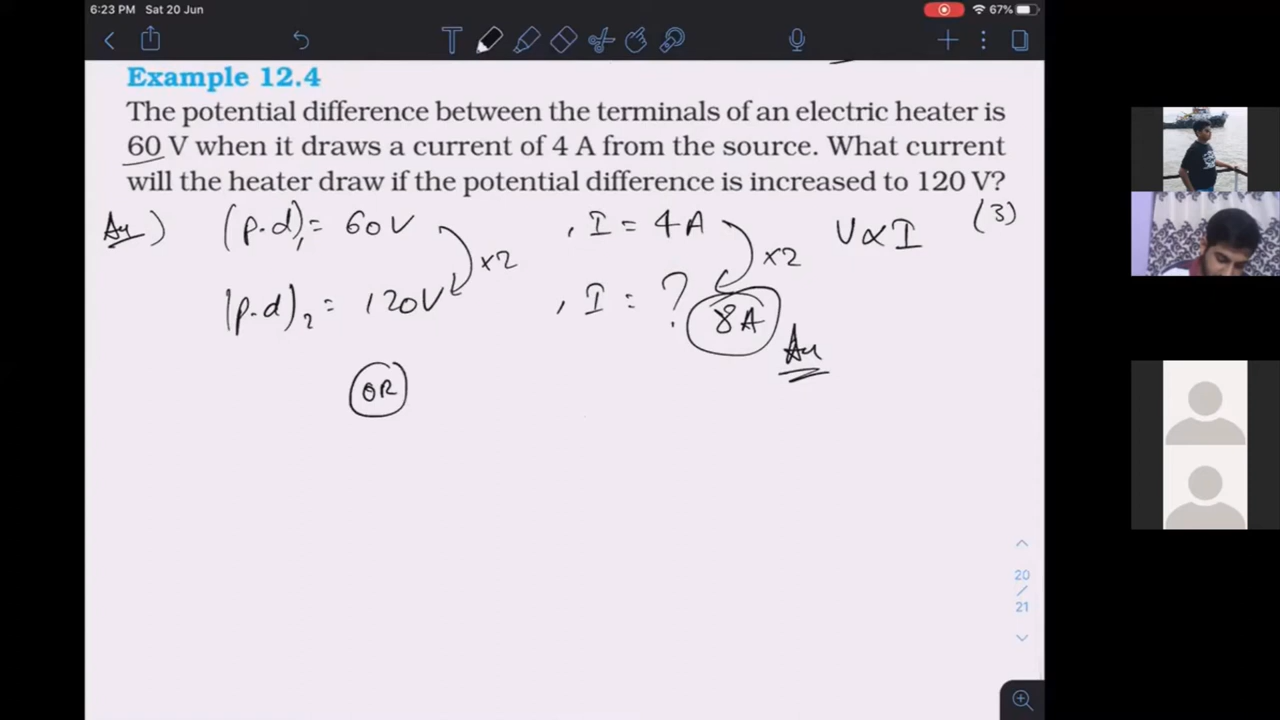 6:23 PM Sat 20 Jun
67%
Example 12.4
The potential difference between the terminals of an electric heater is
60 V when it draws a current of 4 A from the source. What current
will the heater draw if the potential difference is increased to 120 V?
(p.d)₁ = 60V , I = 4A V∝I (3)
×2 ×2
(p.d)₂ = 120V , I = ? 8A
OR
20
/
21